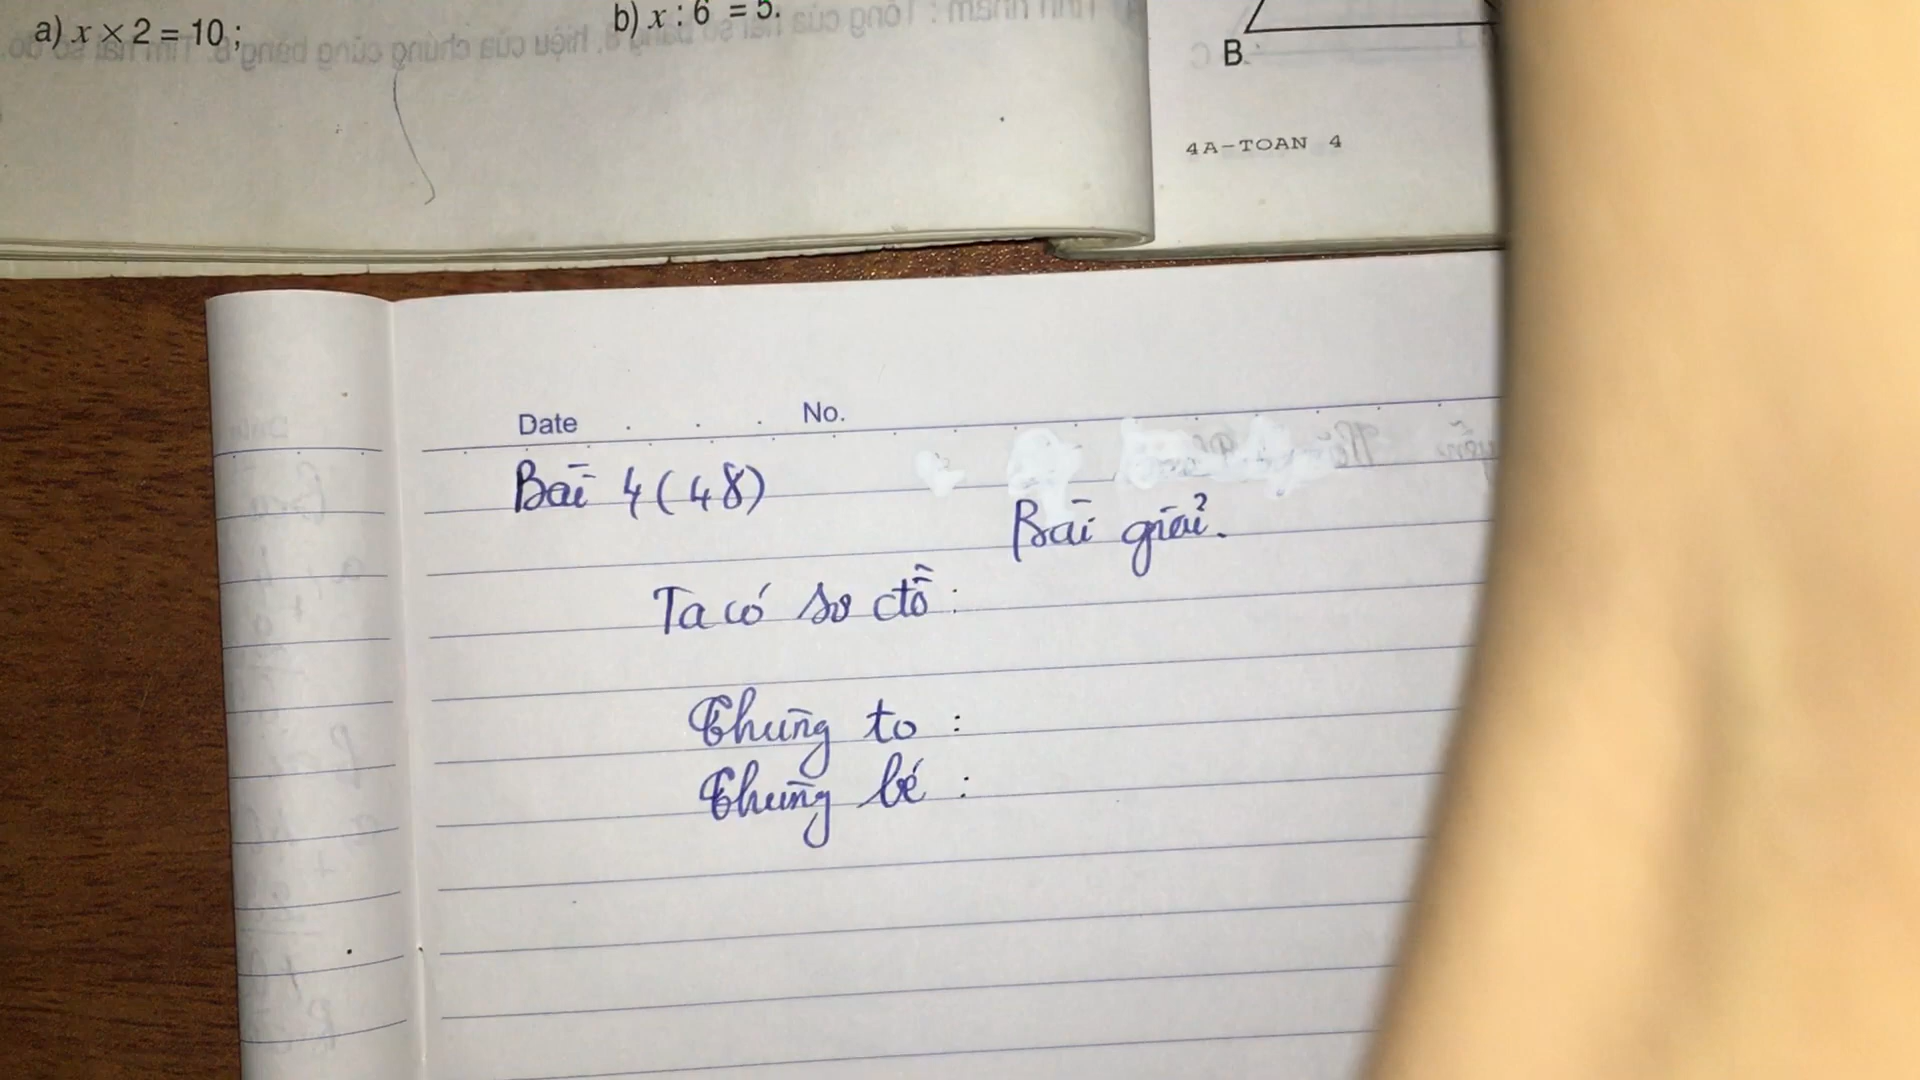 a) x × 2 = 10 ;
b) x : 6 = 5.
B
4A-TOAN 4
Date No.
Bài 4 (48)
Bài giải.
Ta có sơ đồ :
Thùng to :
Thùng bé :